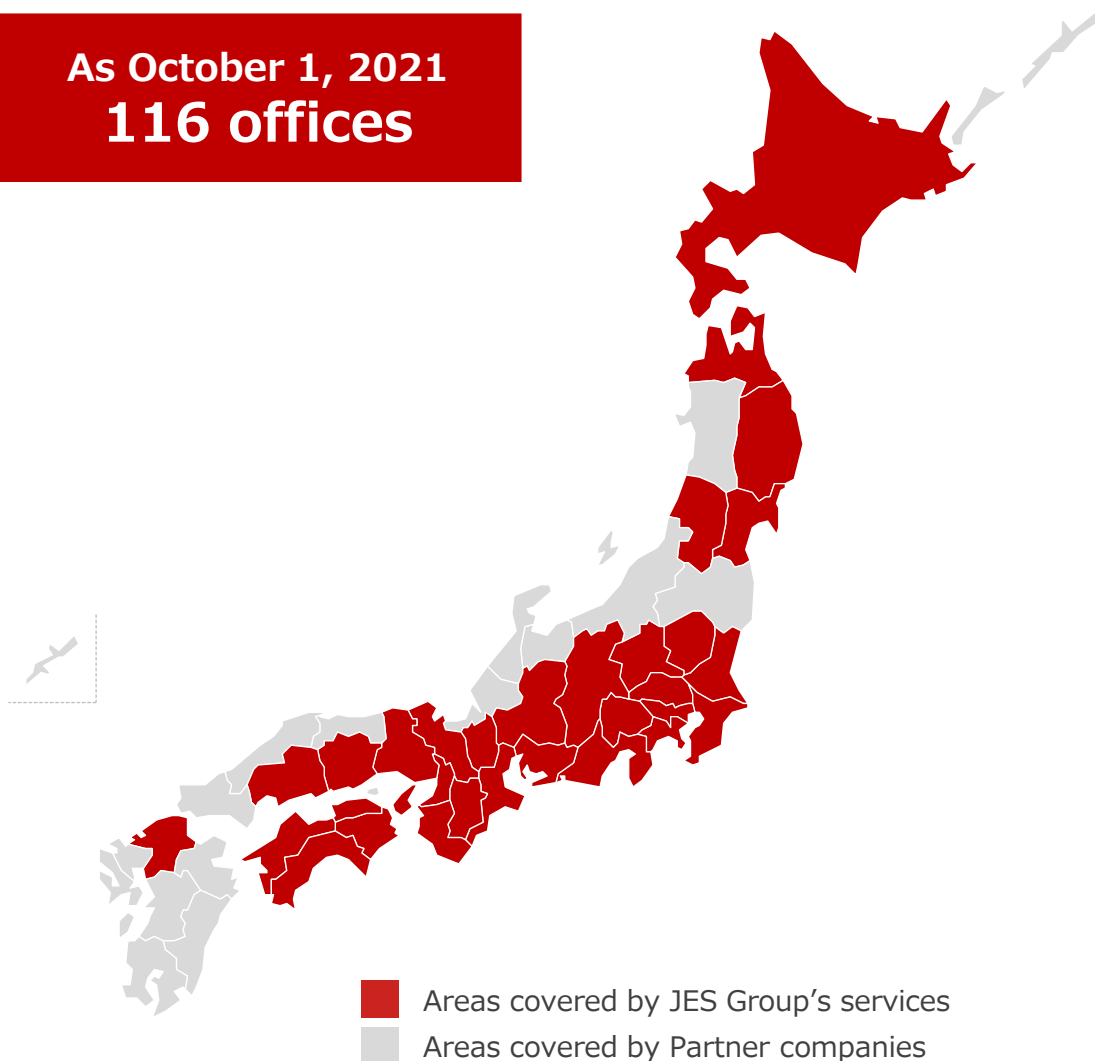 As October 1, 2021
116 offices
Areas covered by JES Group's services
Areas covered by Partner companies